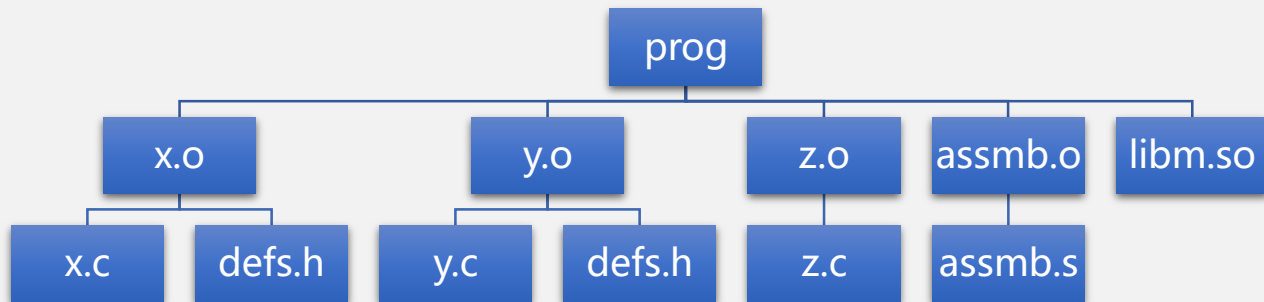 prog
x.o
y.o
z.o
assmb.o
libm.so
x.c
defs.h
y.c
defs.h
z.c
assmb.s